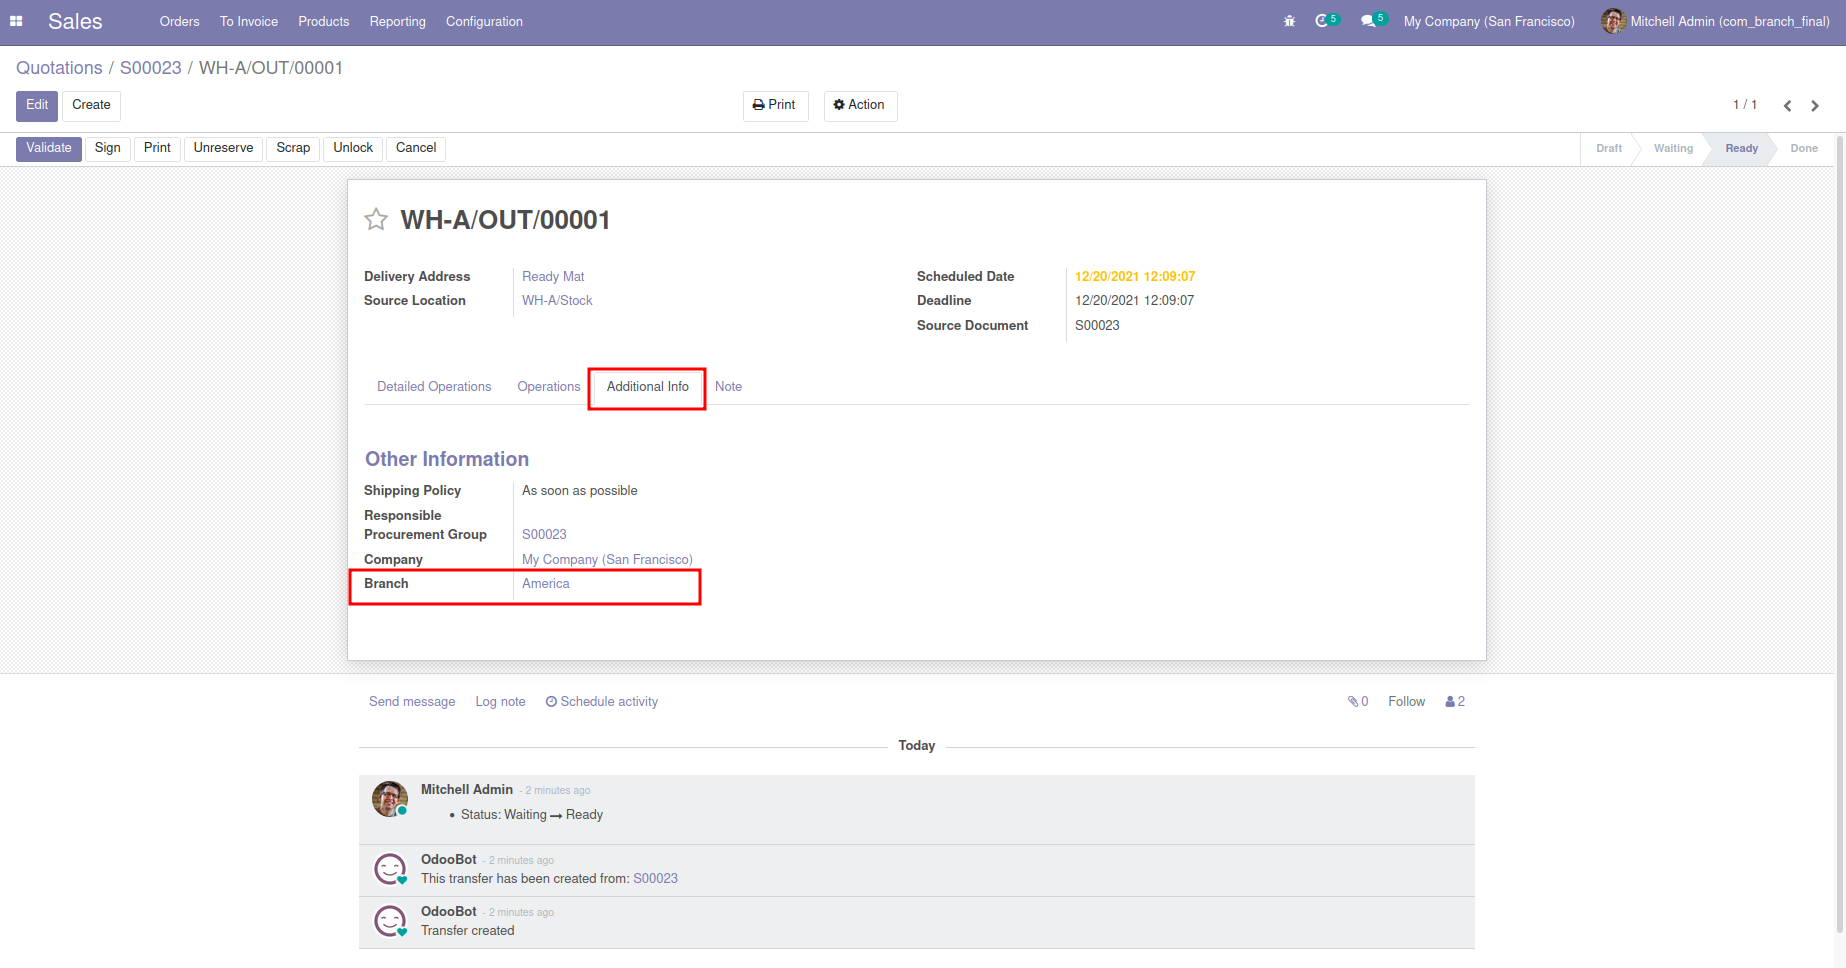 Sales Orders To Invoice Products Reporting Configuration 5 5 My Company (San Francisco) Mitchell Admin (com_branch_final)
Quotations / S00023 / WH-A/OUT/00001
Edit Create Print Action 1 / 1
Validate Sign Print Unreserve Scrap Unlock Cancel Draft Waiting Ready Done
WH-A/OUT/00001
Delivery Address Ready Mat Scheduled Date 12/20/2021 12:09:07
Source Location WH-A/Stock Deadline 12/20/2021 12:09:07
Source Document S00023
Detailed Operations Operations Additional Info Note
Other Information
Shipping Policy As soon as possible
Responsible
Procurement Group S00023
Company My Company (San Francisco)
Branch America
Send message Log note Schedule activity 0 Follow 2
Today
Mitchell Admin - 2 minutes ago
• Status: Waiting → Ready
OdooBot - 2 minutes ago
This transfer has been created from: S00023
OdooBot - 2 minutes ago
Transfer created